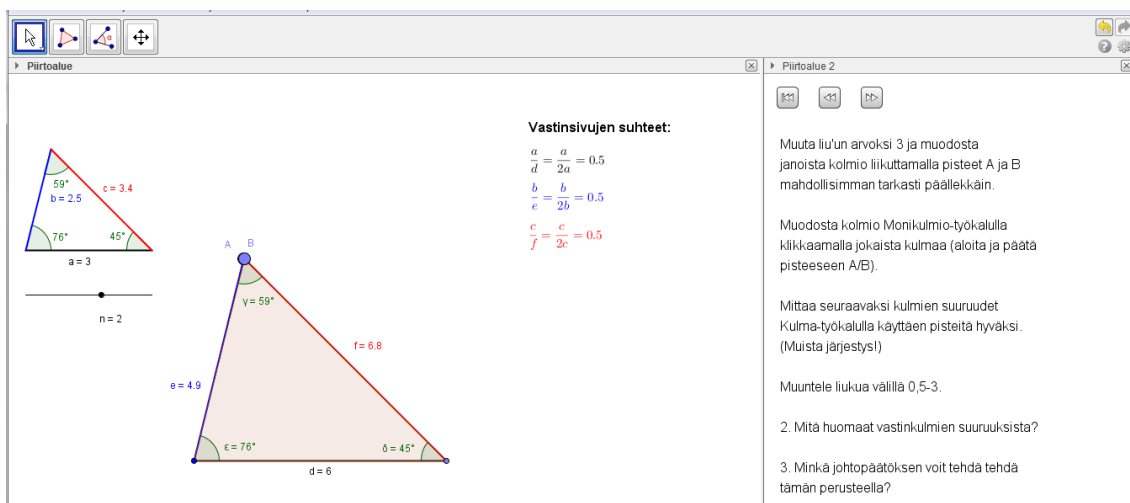 Piirtoalue
59°
c = 3.4
b = 2.5
76°
45°
a = 3
n = 2
Vastinsivujen suhteet:
a/d = a/2a = 0.5
b/e = b/2b = 0.5
c/f = c/2c = 0.5
A B
γ = 59°
f = 6.8
e = 4.9
ε = 76°
δ = 45°
d = 6
Piirtoalue 2
Muuta liu'un arvoksi 3 ja muodosta
janoista kolmio liikuttamalla pisteet A ja B
mahdollisimman tarkasti päällekkäin.
Muodosta kolmio Monikulmio-työkalulla
klikkaamalla jokaista kulmaa (aloita ja päätä
pisteeseen A/B).
Mittaa seuraavaksi kulmien suuruudet
Kulma-työkalulla käyttäen pisteitä hyväksi.
(Muista järjestys!)
Muuntele liukua välillä 0,5-3.
2. Mitä huomaat vastinkulmien suuruuksista?
3. Minkä johtopäätöksen voit tehdä tehdä
tämän perusteella?